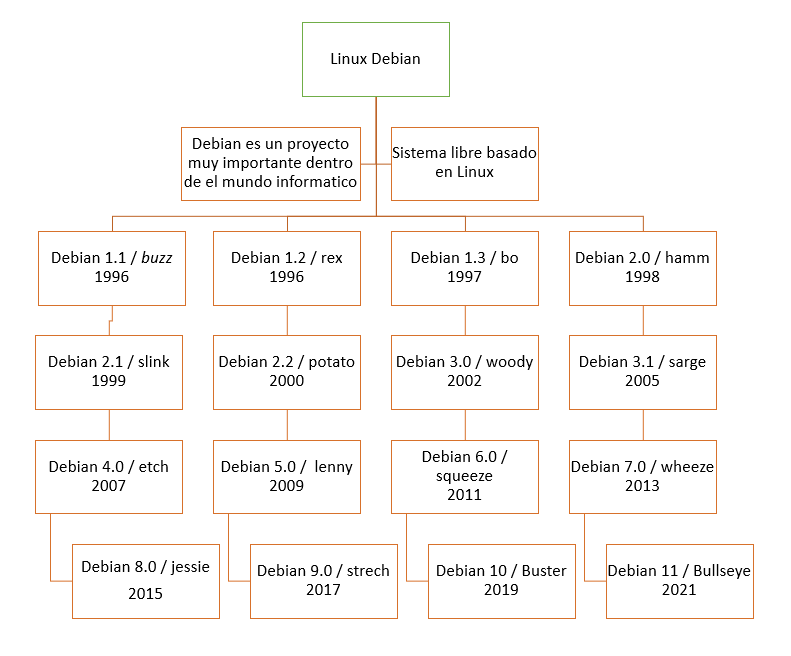 Linux Debian
Debian es un proyecto
muy importante dentro
de el mundo informatico
Sistema libre basado
en Linux
Debian 1.1 / buzz
1996
Debian 1.2 / rex
1996
Debian 1.3 / bo
1997
Debian 2.0 / hamm
1998
Debian 2.1 / slink
1999
Debian 2.2 / potato
2000
Debian 3.0 / woody
2002
Debian 3.1 / sarge
2005
Debian 4.0 / etch
2007
Debian 5.0 / lenny
2009
Debian 6.0 /
squeeze
2011
Debian 7.0 / wheeze
2013
Debian 8.0 / jessie
2015
Debian 9.0 / strech
2017
Debian 10 / Buster
2019
Debian 11 / Bullseye
2021